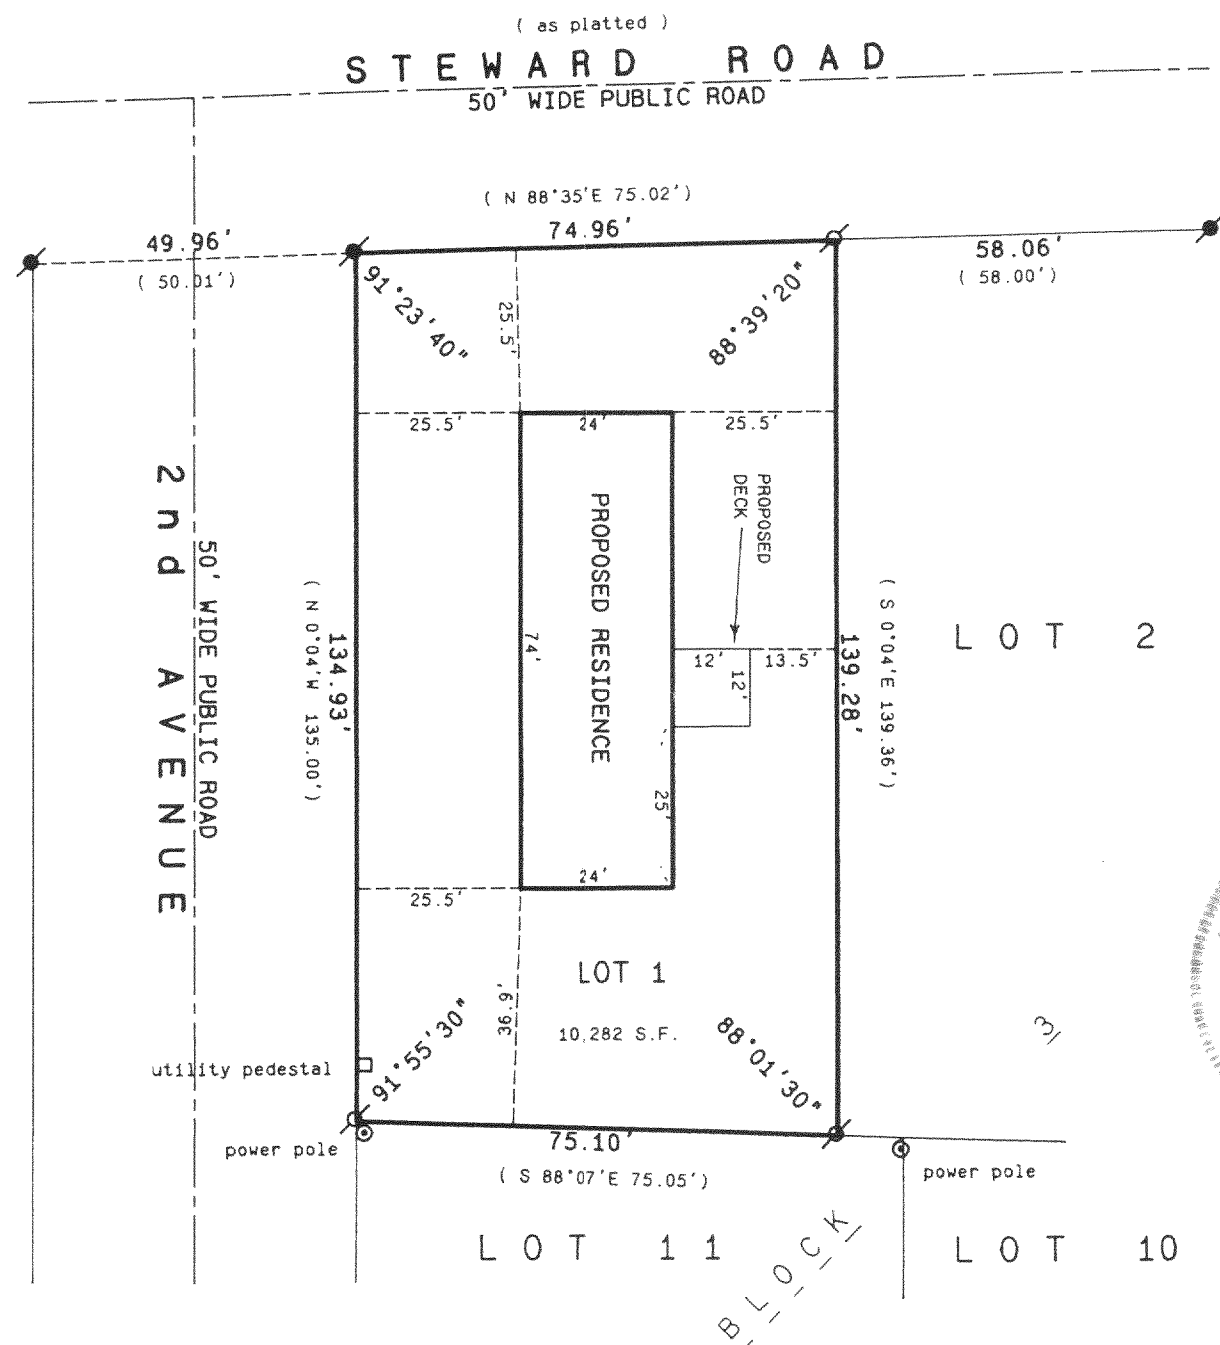 ( as platted )
STEWARD ROAD
50' WIDE PUBLIC ROAD
( N 88°35'E 75.02')
49.96'
74.96'
58.06'
( 50.01')
( 58.00')
91°23'40"
88°39'20"
25.5'
25.5'
24'
25.5'
PROPOSED
DECK
2nd AVENUE
50' WIDE PUBLIC ROAD
( N 0°04'W 135.00')
134.93'
74'
PROPOSED RESIDENCE
12'
13.5'
12'
139.28'
( S 0°04'E 139.36')
LOT 2
25'
24'
25.5'
LOT 1
10,282 S.F.
36.9'
91°55'30"
88°01'30"
3
utility pedestal
power pole
75.10'
( S 88°07'E 75.05')
power pole
LOT 11
BLOCK
LOT 10